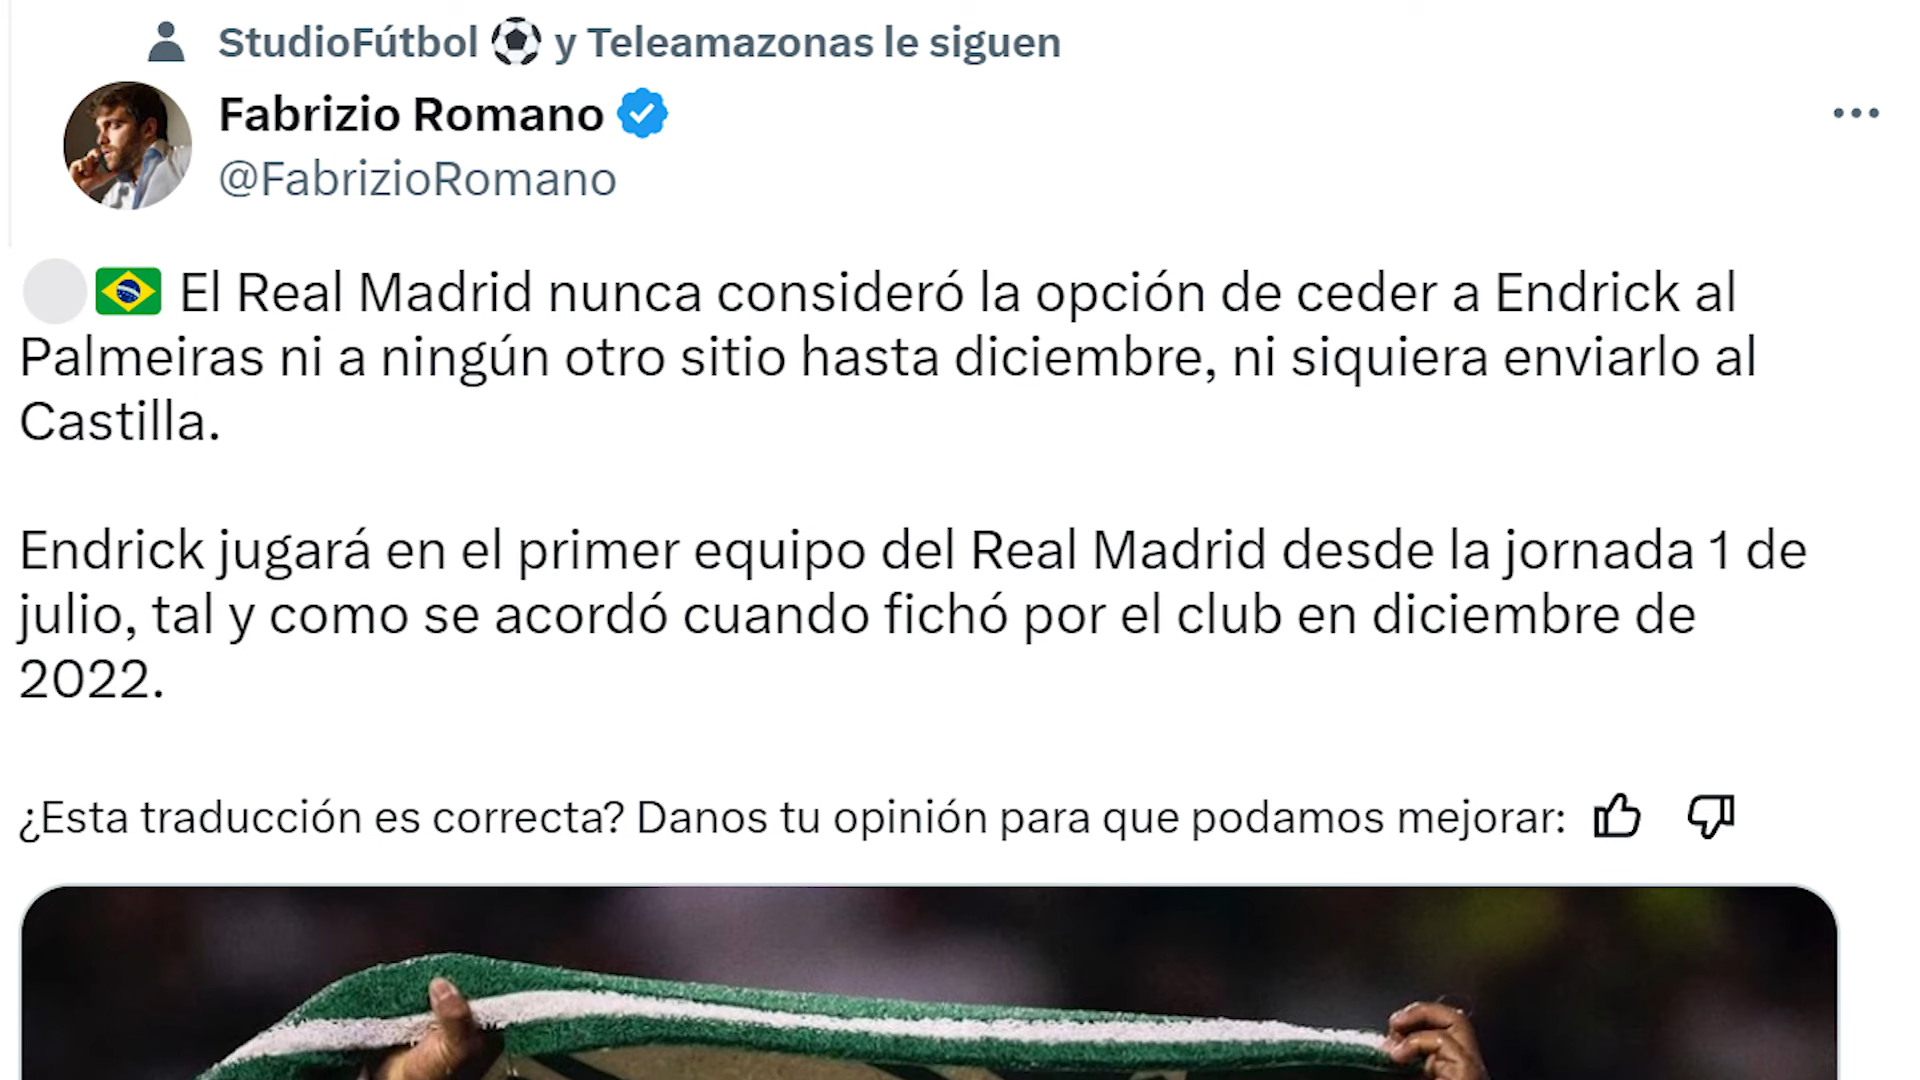 StudioFútbol ⚽ y Teleamazonas le siguen
Fabrizio Romano
@FabrizioRomano
⚪🇧🇷 El Real Madrid nunca consideró la opción de ceder a Endrick al
Palmeiras ni a ningún otro sitio hasta diciembre, ni siquiera enviarlo al
Castilla.
Endrick jugará en el primer equipo del Real Madrid desde la jornada 1 de
julio, tal y como se acordó cuando fichó por el club en diciembre de
2022.
¿Esta traducción es correcta? Danos tu opinión para que podamos mejorar: